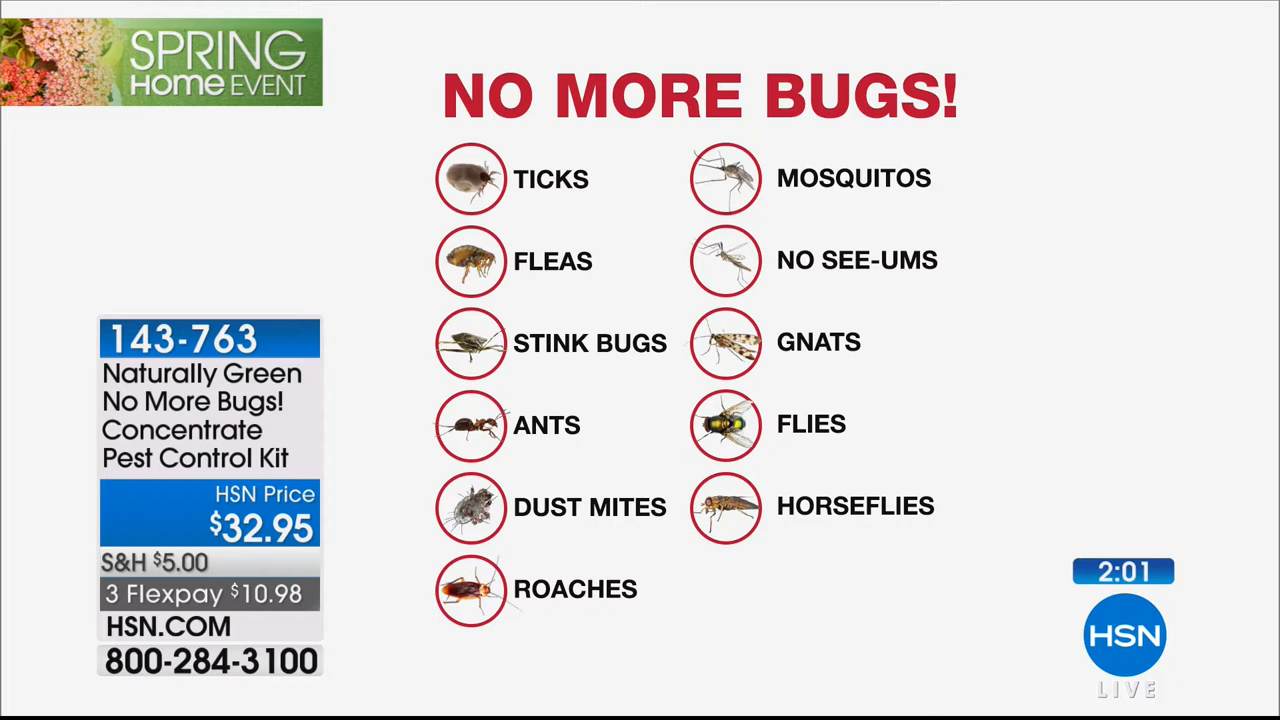 SPRING
Home EVENT
NO MORE BUGS!
TICKS
MOSQUITOS
FLEAS
NO SEE-UMS
STINK BUGS
GNATS
ANTS
FLIES
DUST MITES
HORSEFLIES
ROACHES
143-763
Naturally Green
No More Bugs!
Concentrate
Pest Control Kit
HSN Price
$32.95
S&H $5.00
3 Flexpay $10.98
HSN.COM
800-284-3100
2:01
HSN
LIVE